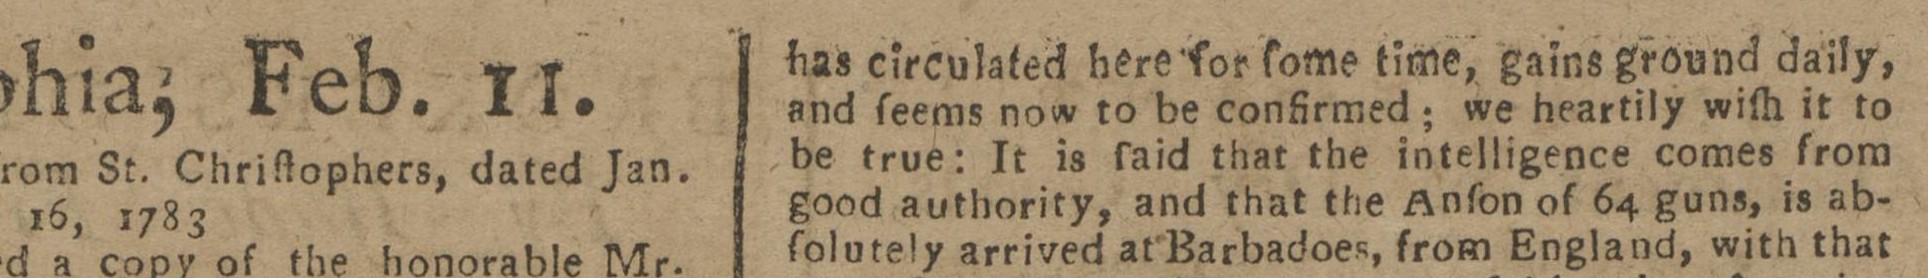 phia; Feb. 11.
from St. Chriſtophers, dated Jan.
16, 1783
ed a copy of the honorable Mr.
has circulated here for ſome time, gains ground daily,
and ſeems now to be confirmed; we heartily wiſh it to
be true: It is ſaid that the intelligence comes from
good authority, and that the Anſon of 64 guns, is ab-
ſolutely arrived at Barbadoes, from England, with that